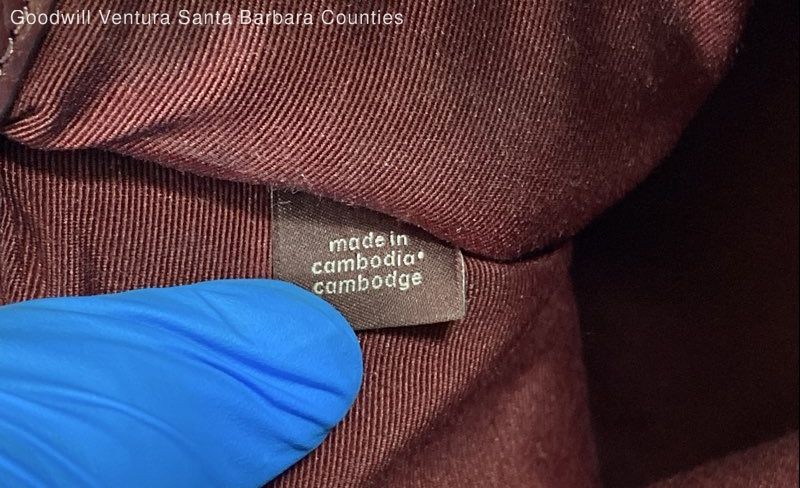 Goodwill Ventura Santa Barbara Counties
made in
cambodia•
cambodge